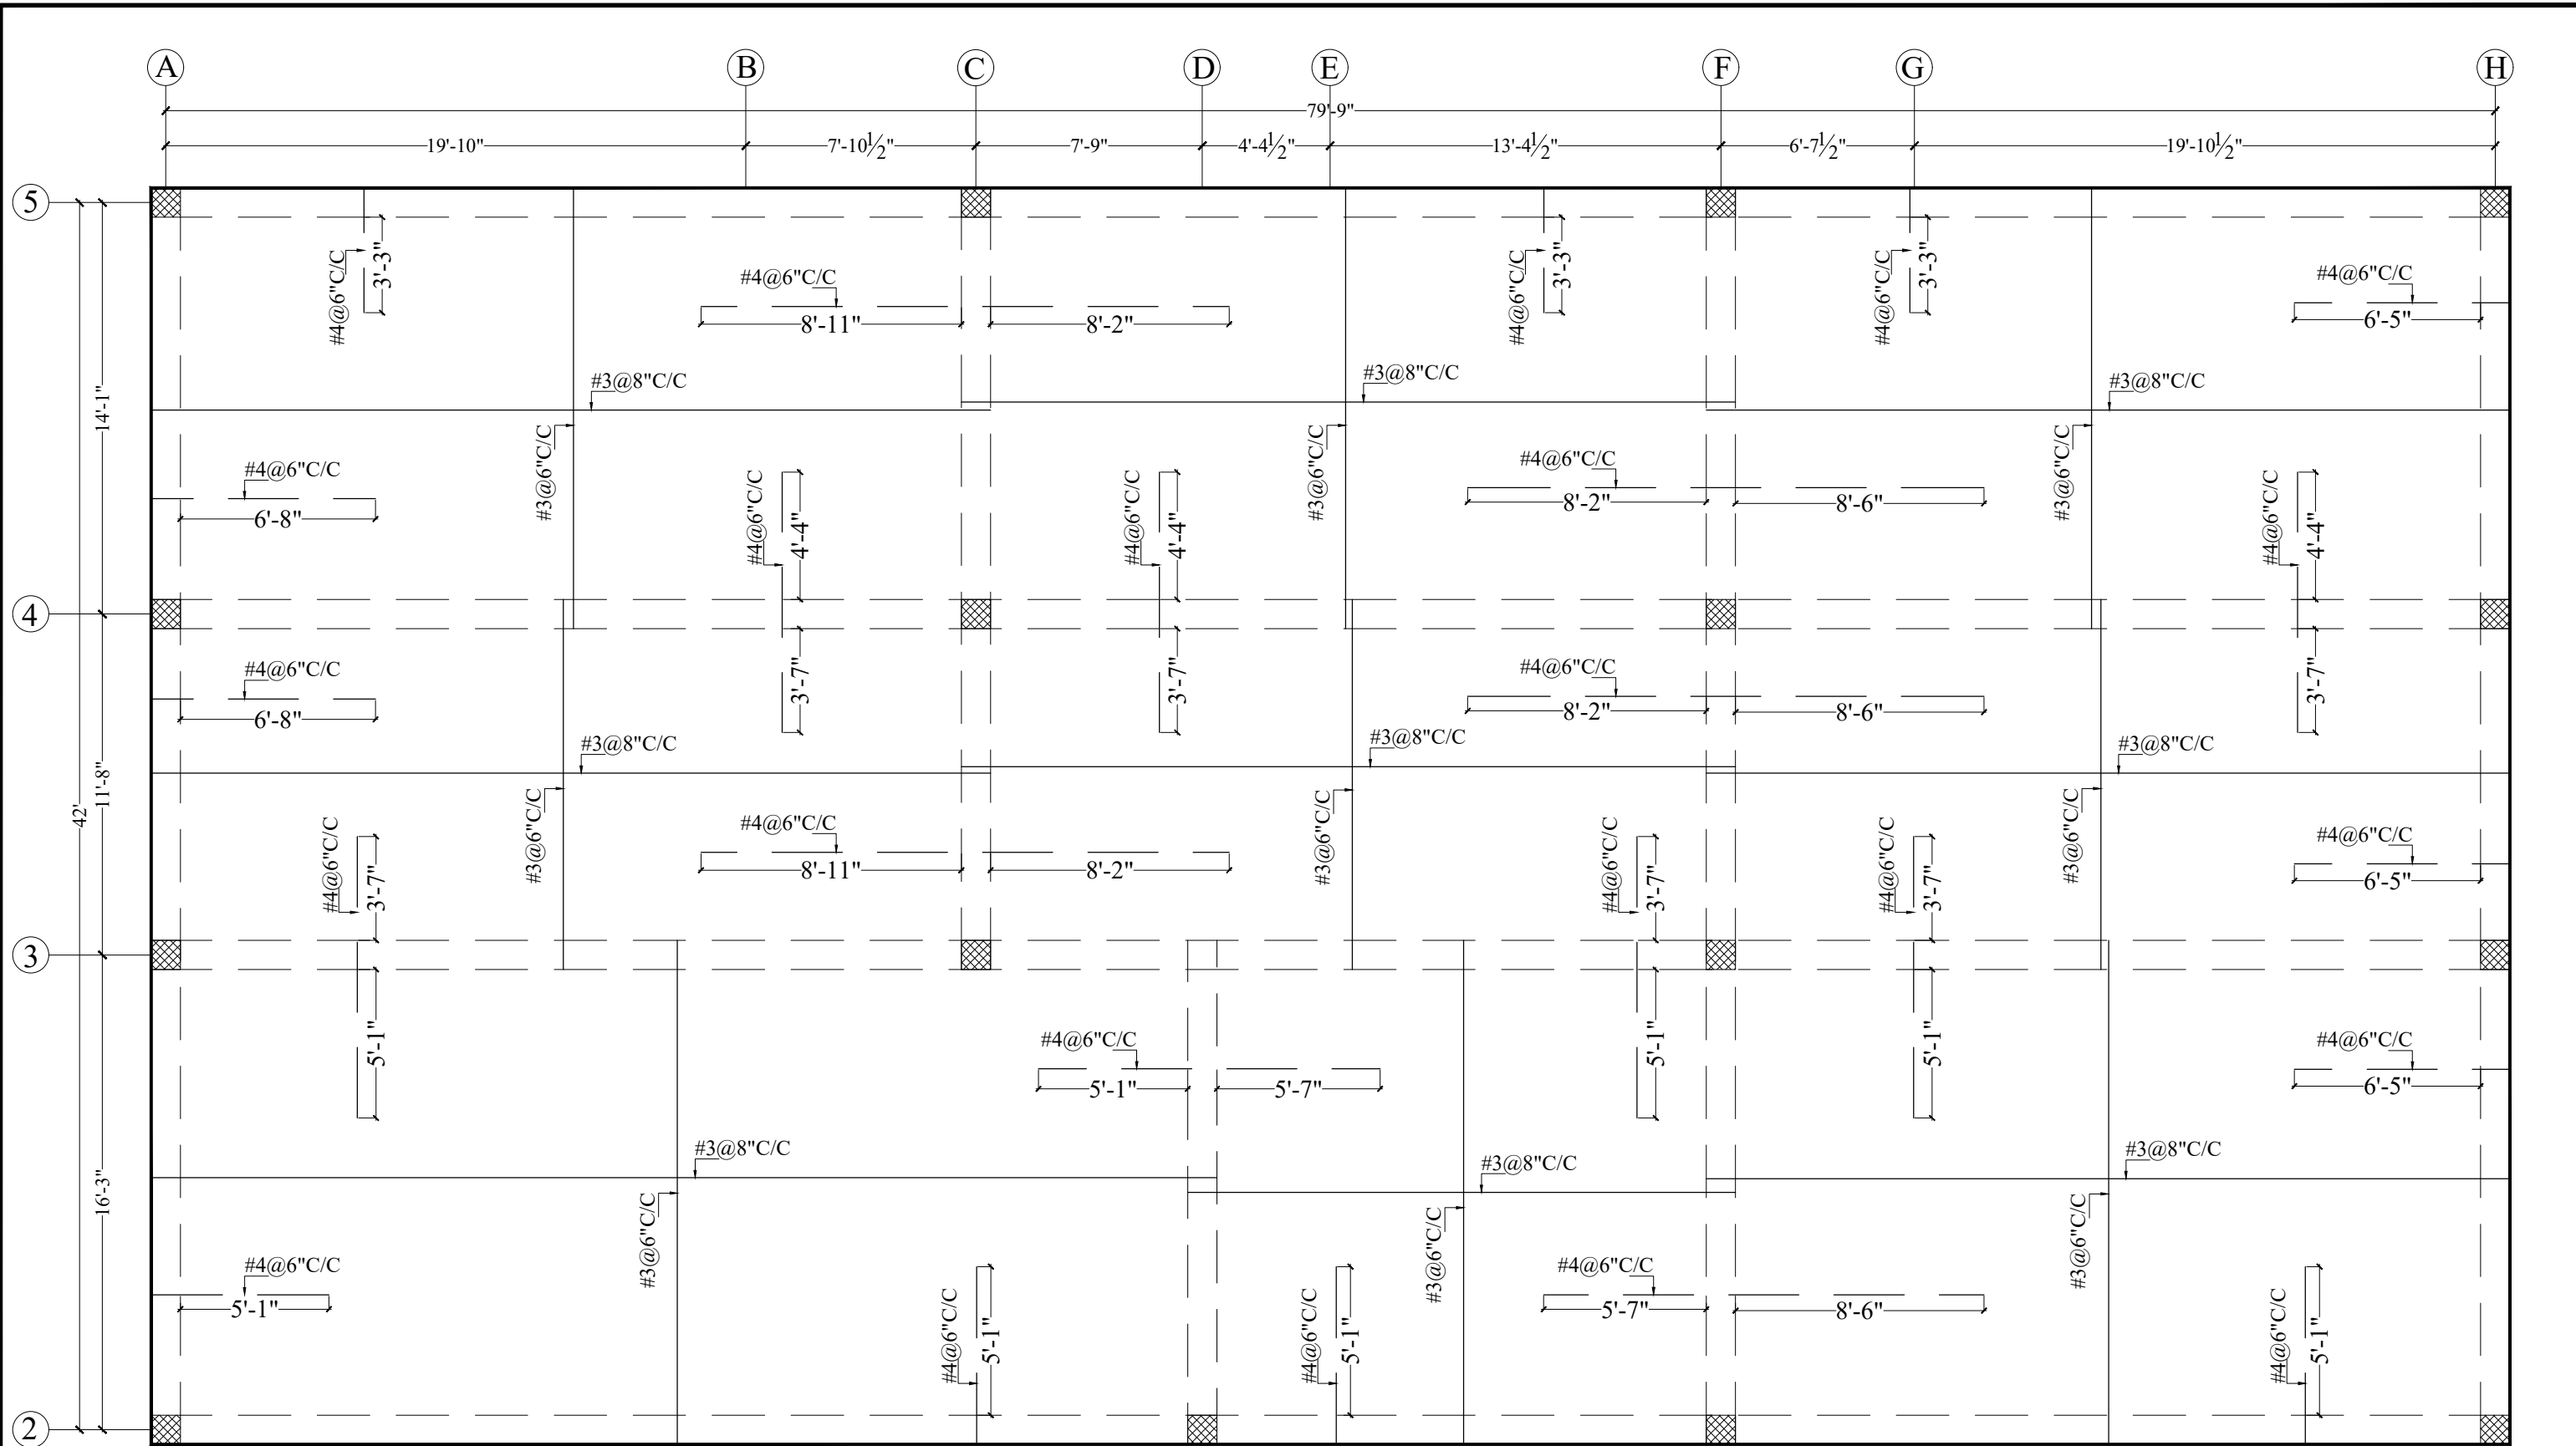 A B C D E F G H
79'-9"
19'-10" 7'-10½" 7'-9" 4'-4½" 13'-4½" 6'-7½" 19'-10½"
5
#4@6"C/C 3'-3"
#4@6"C/C
8'-11" 8'-2"
#4@6"C/C 3'-3"
#4@6"C/C 3'-3"
#4@6"C/C
6'-5"
14'-1"
#3@8"C/C
#3@8"C/C
#3@8"C/C
#3@6"C/C
#3@6"C/C
#3@6"C/C
#4@6"C/C
6'-8"
#4@6"C/C 4'-4"
#4@6"C/C 4'-4"
#4@6"C/C
8'-2" 8'-6"
#4@6"C/C 4'-4"
4
#4@6"C/C
6'-8"
3'-7"
3'-7"
#4@6"C/C
8'-2" 8'-6"
3'-7"
42'
11'-8"
#3@8"C/C
#3@8"C/C
#3@8"C/C
#3@6"C/C
#3@6"C/C
#3@6"C/C
#4@6"C/C 3'-7"
#4@6"C/C
8'-11" 8'-2"
#4@6"C/C 3'-7"
#4@6"C/C 3'-7"
#4@6"C/C
6'-5"
3
5'-1"
#4@6"C/C
5'-1" 5'-7"
5'-1"
5'-1"
#4@6"C/C
6'-5"
16'-3"
#3@8"C/C
#3@8"C/C
#3@8"C/C
#3@6"C/C
#3@6"C/C
#3@6"C/C
#4@6"C/C
5'-1"
#4@6"C/C 5'-1"
#4@6"C/C 5'-1"
#4@6"C/C
5'-7" 8'-6"
#4@6"C/C 5'-1"
2